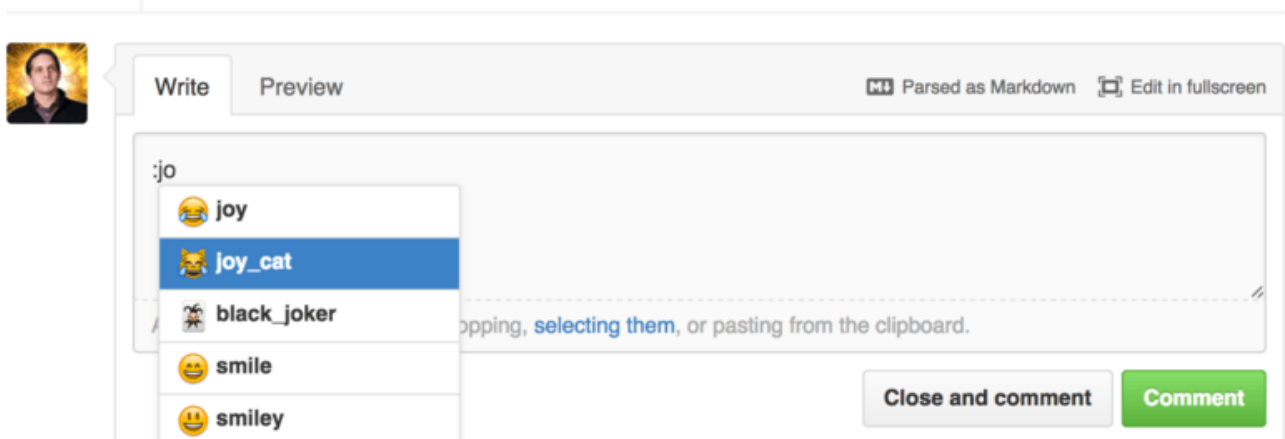 Write Preview Parsed as Markdown Edit in fullscreen
:jo
joy
joy_cat
black_joker
opping, selecting them, or pasting from the clipboard.
smile
Close and comment Comment
smiley